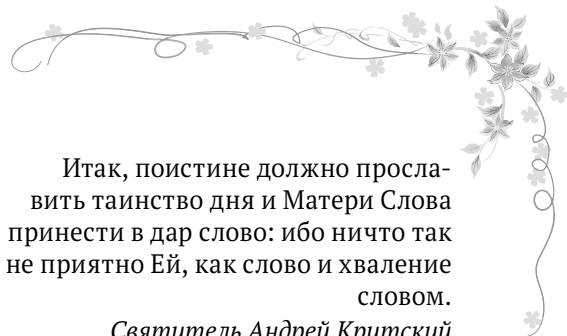 Итак, поистине должно просла-
вить таинство дня и Матери Слова
принести в дар слово: ибо ничто так
не приятно Ей, как слово и хваление
словом.
Святитель Андрей Критский